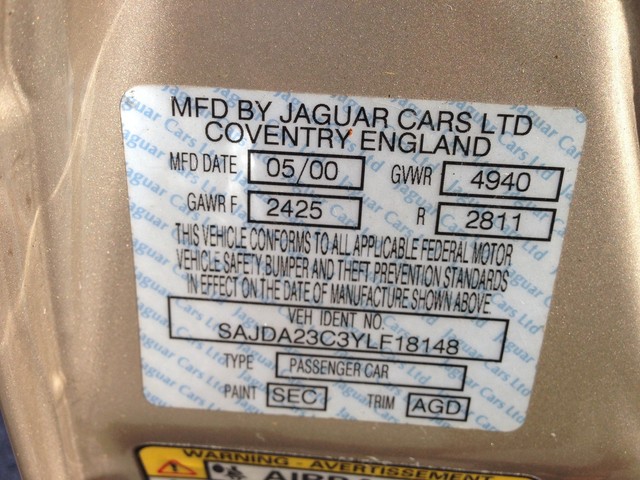 MFD BY JAGUAR CARS LTD
COVENTRY ENGLAND
MFD DATE 05/00 GVWR 4940
GAWR F 2425 R 2811
THIS VEHICLE CONFORMS TO ALL APPLICABLE FEDERAL MOTOR
VEHICLE SAFETY BUMPER AND THEFT PREVENTION STANDARDS
IN EFFECT ON THE DATE OF MANUFACTURE SHOWN ABOVE.
VEH IDENT NO.
SAJDA23C3YLF18148
TYPE PASSENGER CAR
PAINT SEC TRIM AGD
WARNING - AVERTISSEMENT